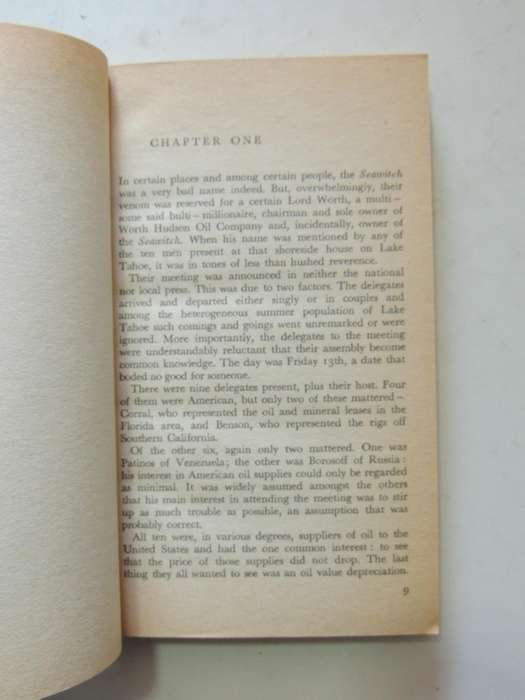 CHAPTER ONE
In certain places and among certain people, the Seawitch
was a very bad name indeed. But, overwhelmingly, their
venom was reserved for a certain Lord Worth, a multi –
some said bulti – millionaire, chairman and sole owner of
Worth Hudson Oil Company and, incidentally, owner of
the Seawitch. When his name was mentioned by any of
the ten men present at that shoreside house on Lake
Tahoe, it was in tones of less than hushed reverence.
Their meeting was announced in neither the national
nor local press. This was due to two factors. The delegates
arrived and departed either singly or in couples and
among the heterogeneous summer population of Lake
Tahoe such comings and goings went unremarked or were
ignored. More importantly, the delegates to the meeting
were understandably reluctant that their assembly become
common knowledge. The day was Friday 13th, a date that
boded no good for someone.
There were nine delegates present, plus their host. Four
of them were American, but only two of these mattered –
Corral, who represented the oil and mineral leases in the
Florida area, and Benson, who represented the rigs off
Southern California.
Of the other six, again only two mattered. One was
Patinos of Venezuela; the other was Borosoff of Russia:
his interest in American oil supplies could only be regarded
as minimal. It was widely assumed amongst the others
that his main interest in attending the meeting was to stir
up as much trouble as possible, an assumption that was
probably correct.
All ten were, in various degrees, suppliers of oil to the
United States and had the one common interest: to see
that the price of those supplies did not drop. The last
thing they all wanted to see was an oil value depreciation.
9